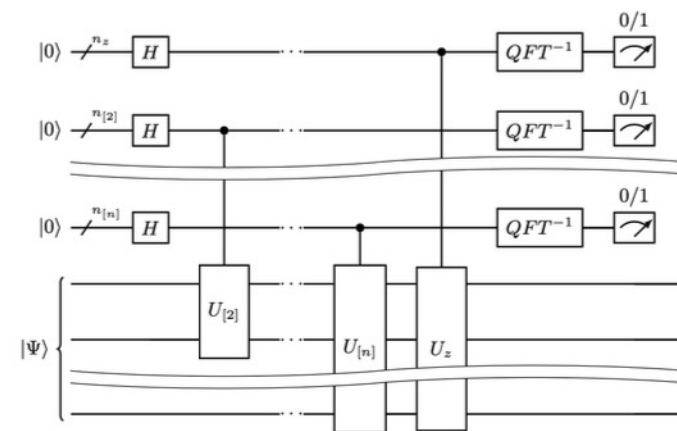 0/1
|0⟩ n_z H ··· QFT⁻¹
0/1
|0⟩ n_[2] H ··· QFT⁻¹
0/1
|0⟩ n_[n] H ··· QFT⁻¹
···
U_[2]
|Ψ⟩ ··· U_[n] U_z
···